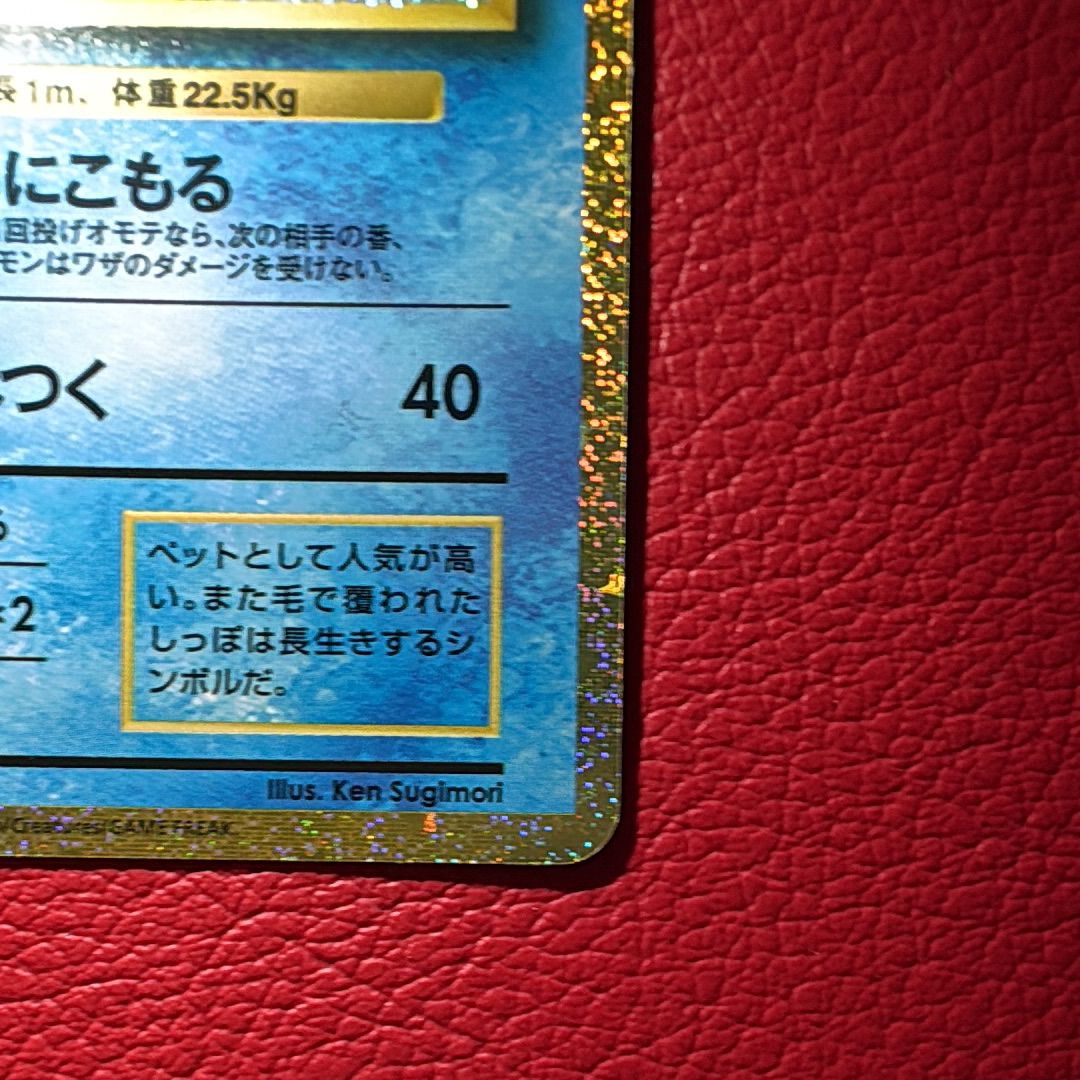 長1m、体重22.5Kg
にこもる
回投げオモテなら、次の相手の番、
モンはワザのダメージを受けない。
つく 40
ペットとして人気が高
い。また毛で覆われた
×2
しっぽは長生きするシ
ンボルだ。
Illus. Ken Sugimori
/Creatures/GAMEFREAK.